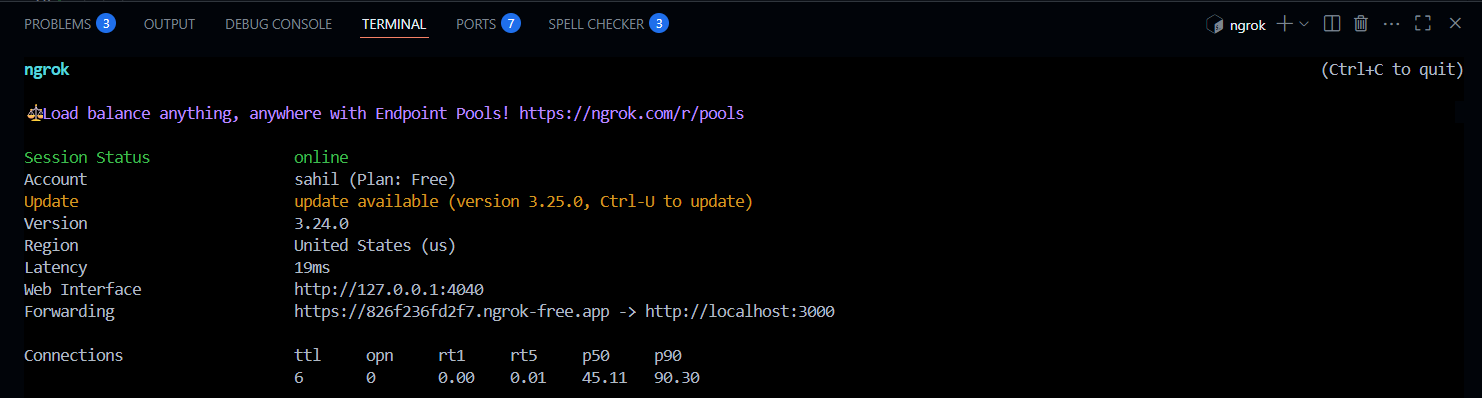 PROBLEMS 3 OUTPUT DEBUG CONSOLE TERMINAL PORTS 7 SPELL CHECKER 3 ngrok
ngrok (Ctrl+C to quit)
⚖️Load balance anything, anywhere with Endpoint Pools! https://ngrok.com/r/pools
Session Status online
Account sahil (Plan: Free)
Update update available (version 3.25.0, Ctrl-U to update)
Version 3.24.0
Region United States (us)
Latency 19ms
Web Interface http://127.0.0.1:4040
Forwarding https://826f236fd2f7.ngrok-free.app -> http://localhost:3000
Connections ttl opn rt1 rt5 p50 p90
6 0 0.00 0.01 45.11 90.30